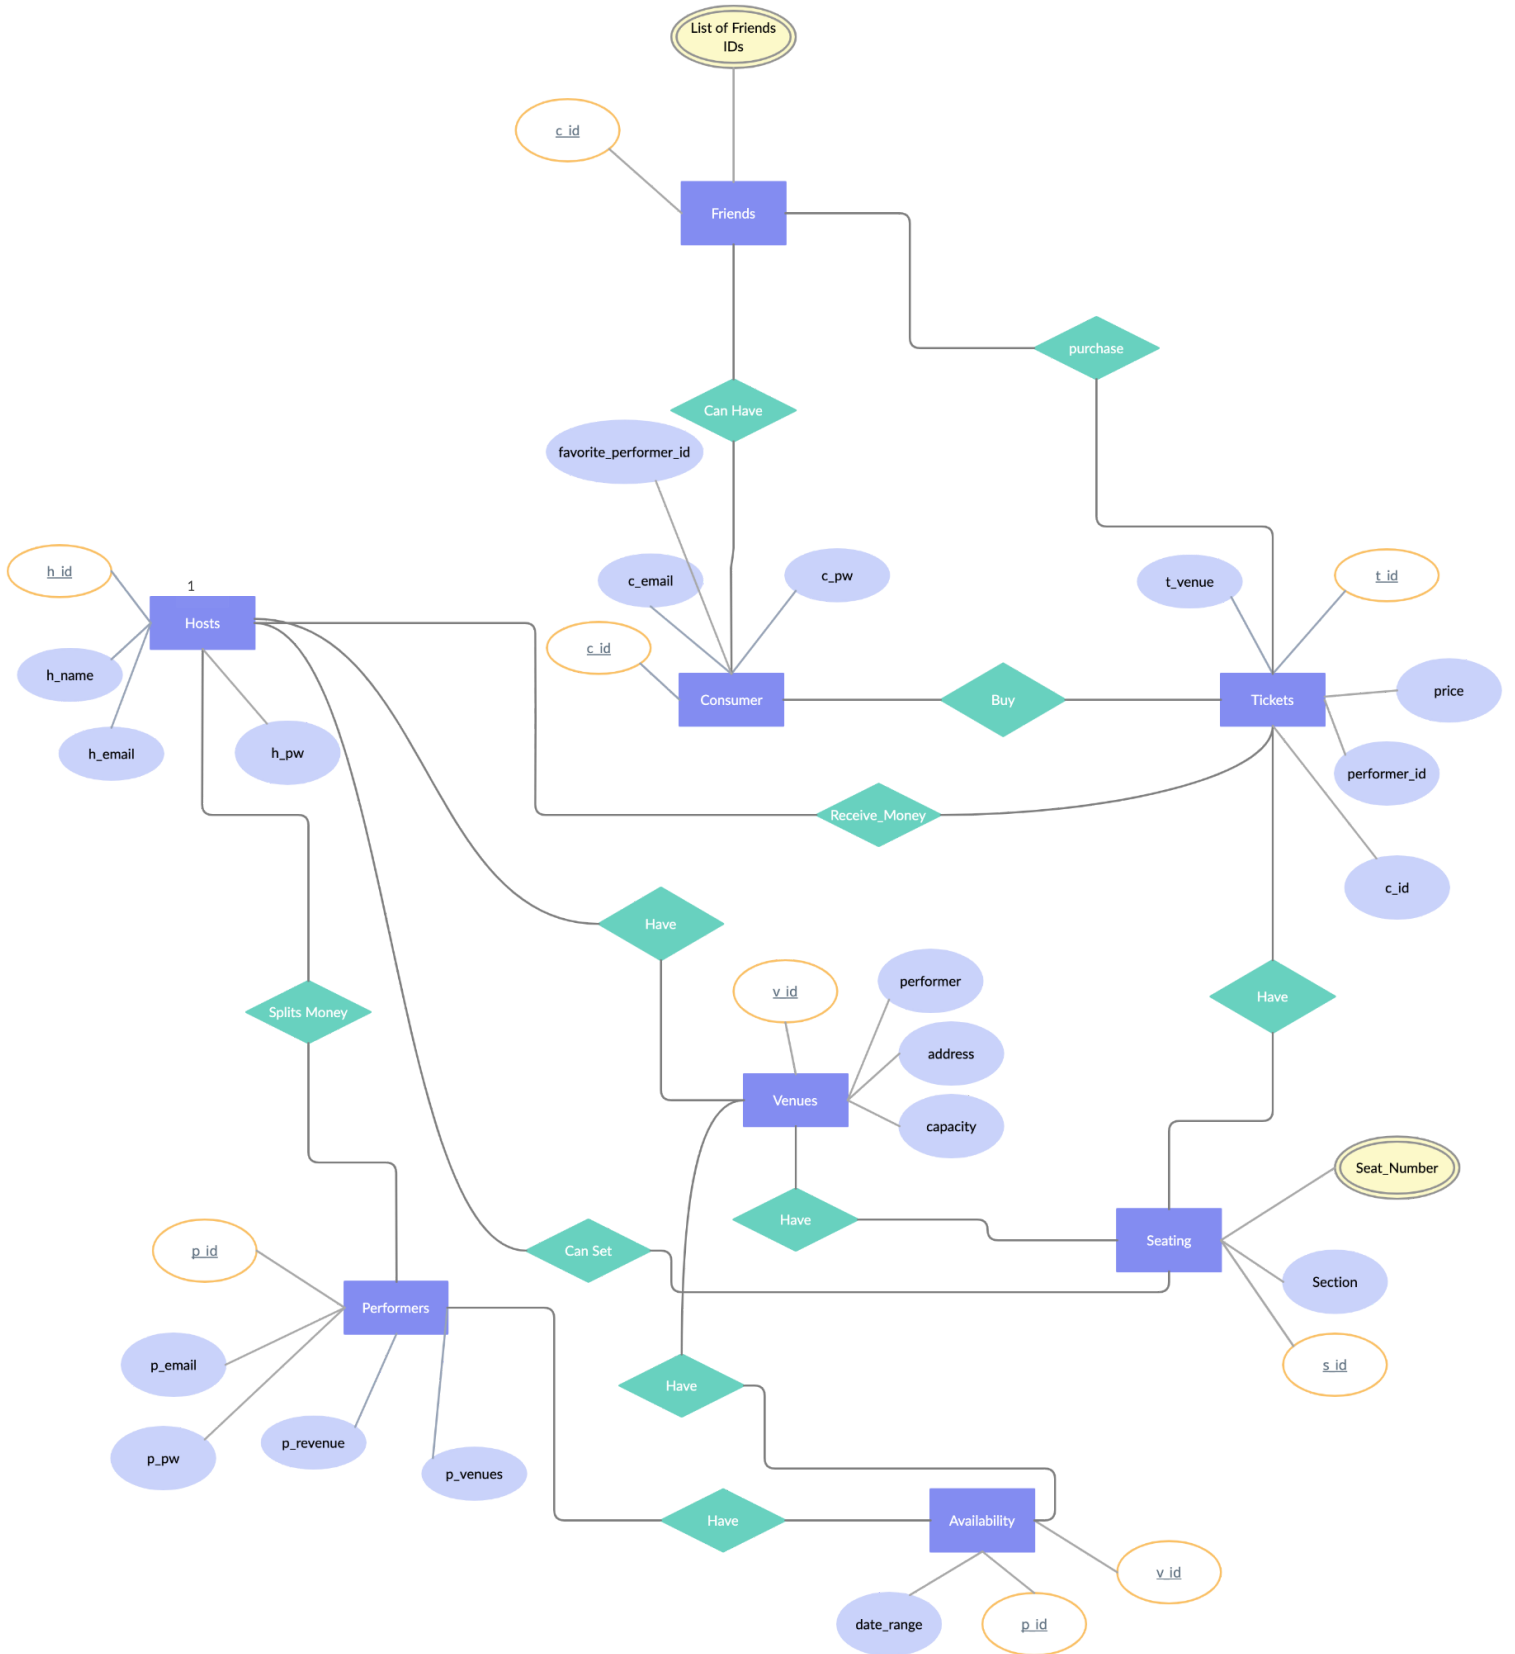 List of Friends
IDs
c_id
Friends
purchase
Can Have
favorite_performer_id
c_email
c_pw
c_id
Consumer
Buy
t_venue
t_id
Tickets
price
performer_id
c_id
h_id
1
Hosts
h_name
h_email
h_pw
Receive_Money
Have
Splits Money
v_id
performer
address
capacity
Venues
Have
Have
Seat_Number
Seating
Section
s_id
Can Set
p_id
Performers
p_email
p_pw
p_revenue
p_venues
Have
Have
Availability
v_id
date_range
p_id